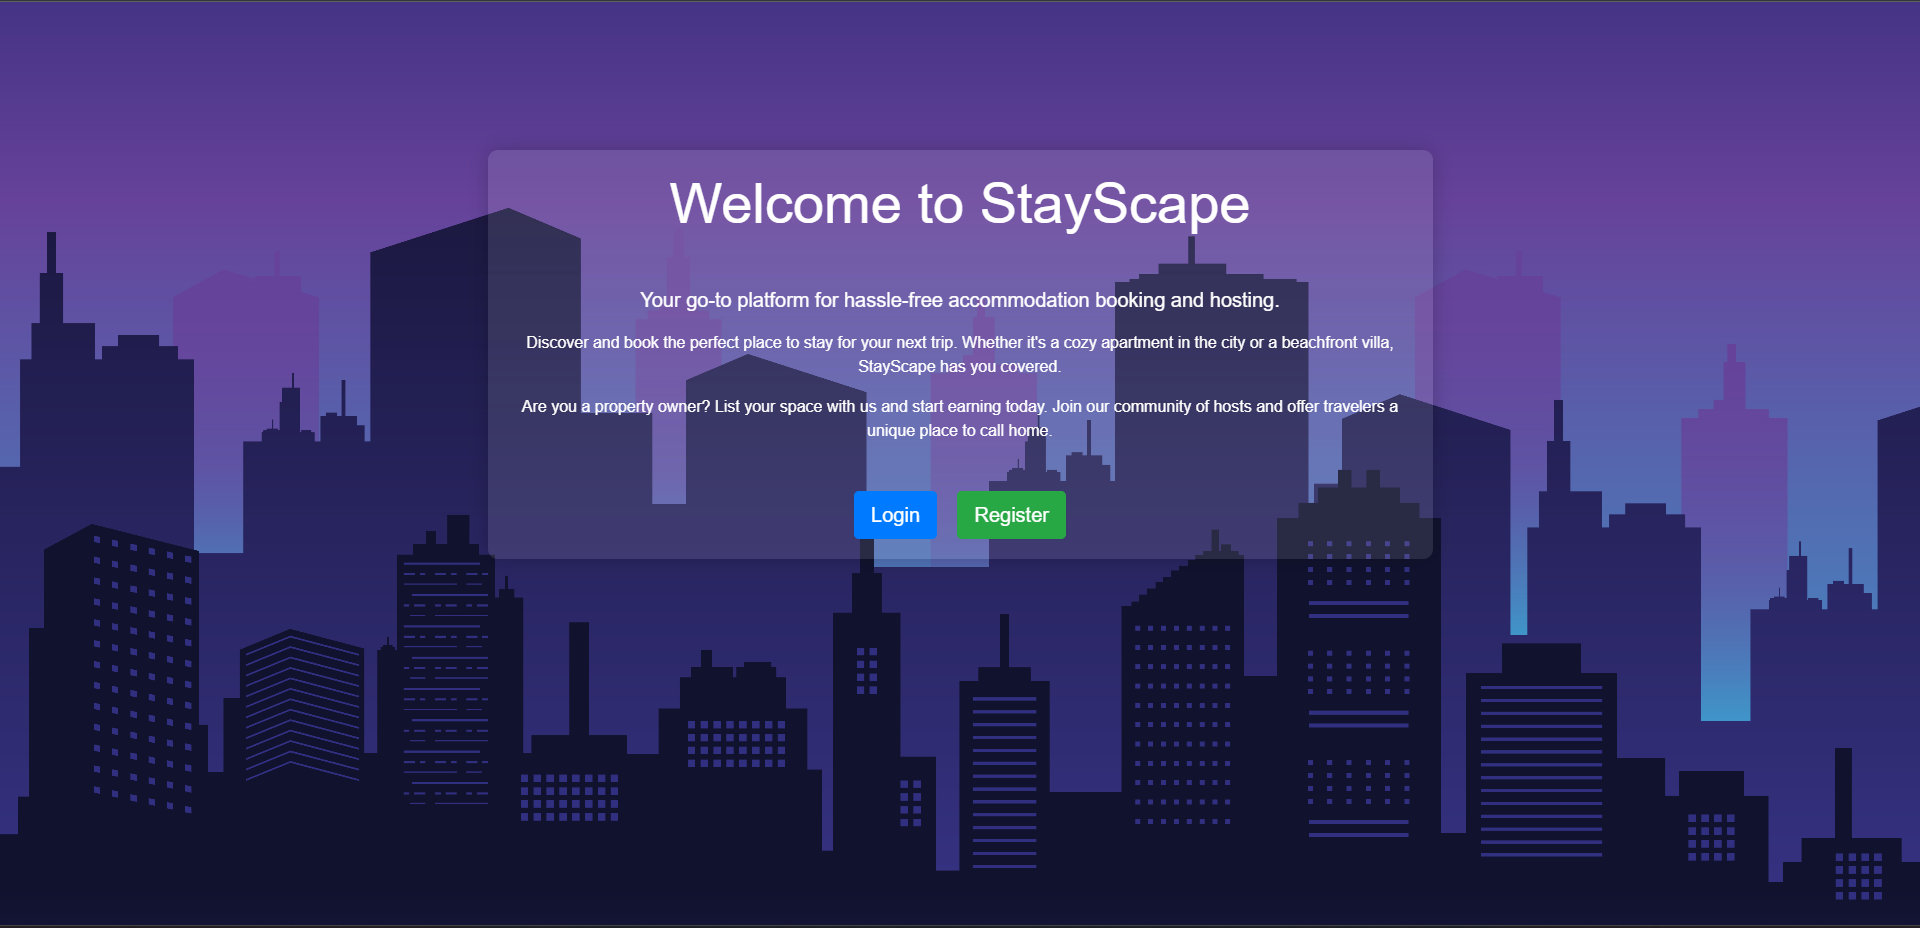 Welcome to StayScape
Your go-to platform for hassle-free accommodation booking and hosting.
Discover and book the perfect place to stay for your next trip. Whether it's a cozy apartment in the city or a beachfront villa,
StayScape has you covered.
Are you a property owner? List your space with us and start earning today. Join our community of hosts and offer travelers a
unique place to call home.
Login Register